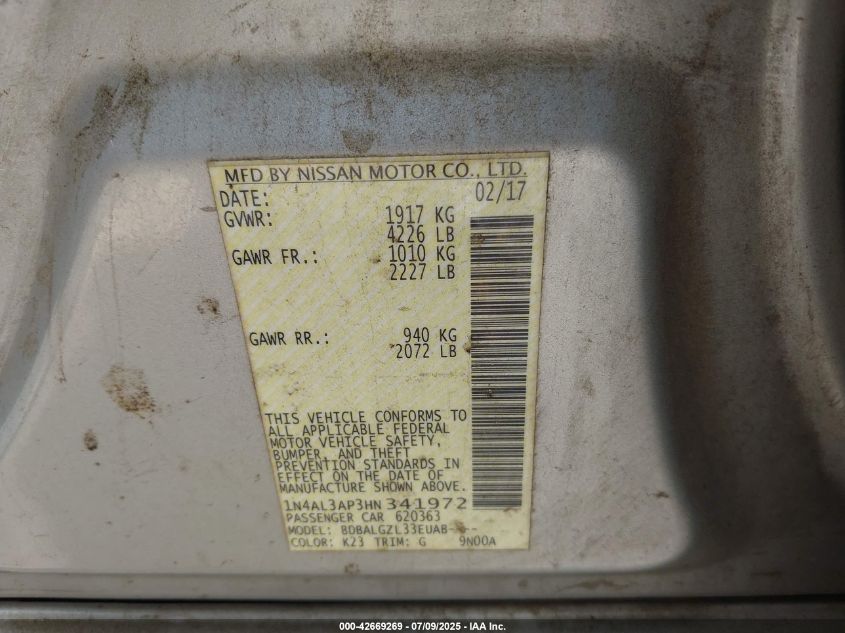 MFD BY NISSAN MOTOR CO., LTD.
DATE: 02/17
GVWR: 1917 KG
4226 LB
GAWR FR.: 1010 KG
2227 LB
GAWR RR.: 940 KG
2072 LB
THIS VEHICLE CONFORMS TO
ALL APPLICABLE FEDERAL
MOTOR VEHICLE SAFETY,
BUMPER, AND THEFT
PREVENTION STANDARDS IN
EFFECT ON THE DATE OF
MANUFACTURE SHOWN ABOVE.
1N4AL3AP3HN341972
PASSENGER CAR 620363
MODEL: BDBALGZL33EUAB----
COLOR: K23 TRIM: G 9N00A
000-42669269 - 07/09/2025 - IAA Inc.